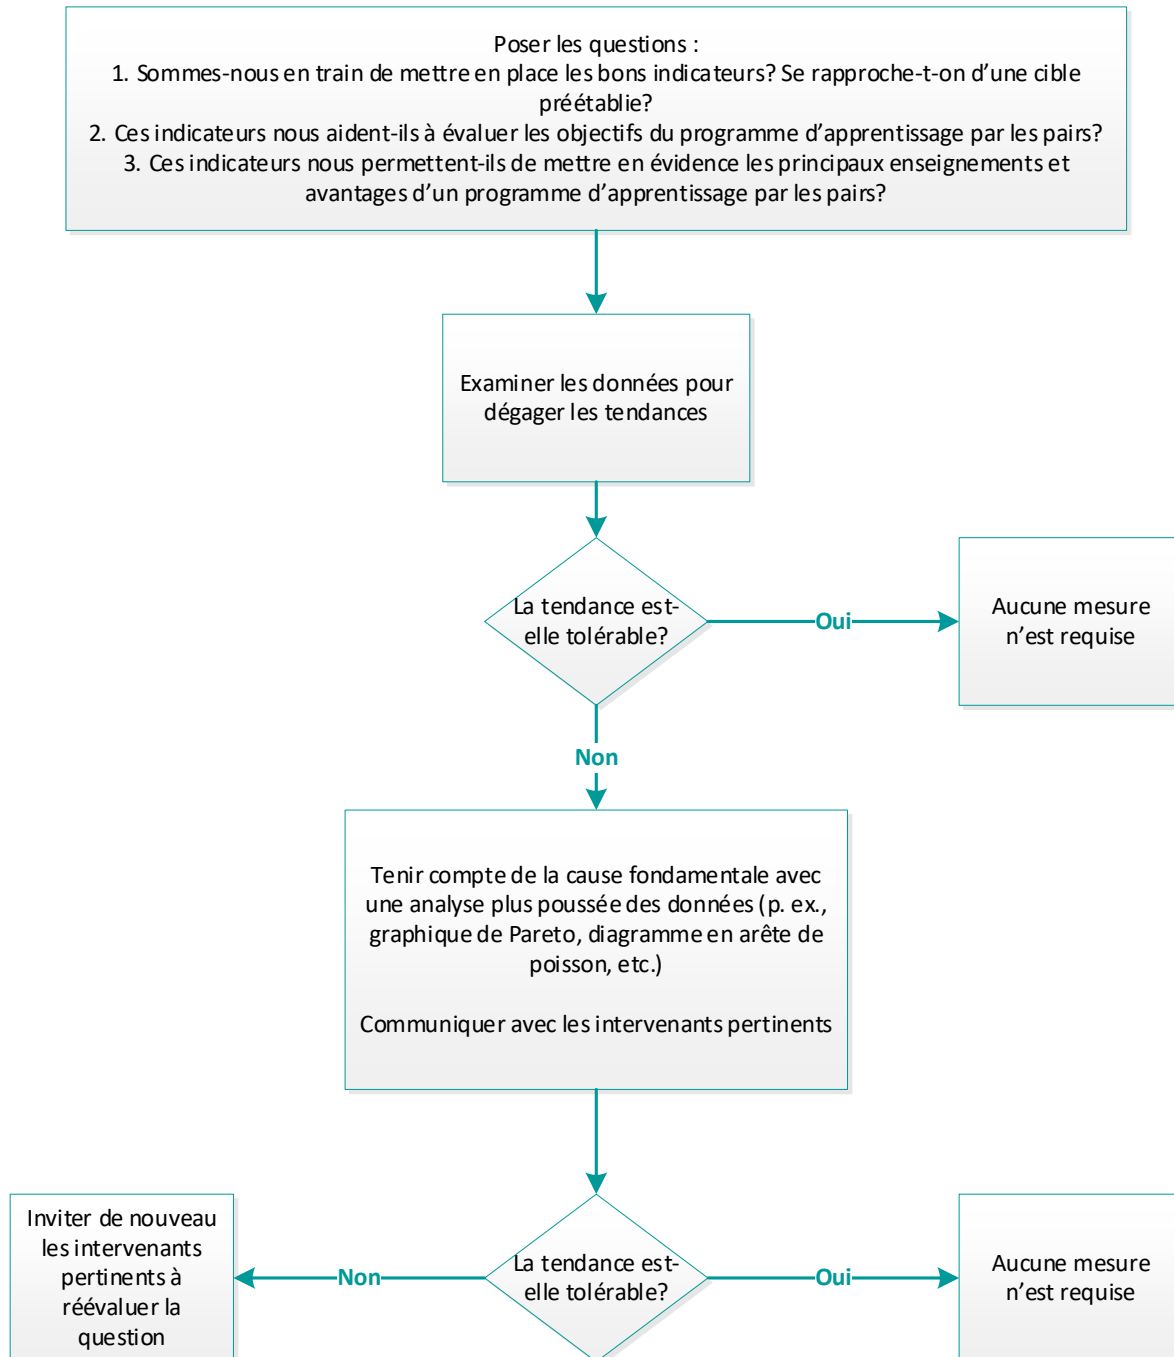 Poser les questions :
1. Sommes-nous en train de mettre en place les bons indicateurs? Se rapproche-t-on d’une cible
préétablie?
2. Ces indicateurs nous aident-ils à évaluer les objectifs du programme d’apprentissage par les pairs?
3. Ces indicateurs nous permettent-ils de mettre en évidence les principaux enseignements et
avantages d’un programme d’apprentissage par les pairs?
Examiner les données pour
dégager les tendances
La tendance est-
elle tolérable?
Oui
Aucune mesure
n’est requise
Non
Tenir compte de la cause fondamentale avec
une analyse plus poussée des données (p. ex.,
graphique de Pareto, diagramme en arête de
poisson, etc.)
Communiquer avec les intervenants pertinents
Inviter de nouveau
les intervenants
pertinents à
réévaluer la
question
Non
La tendance est-
elle tolérable?
Oui
Aucune mesure
n’est requise